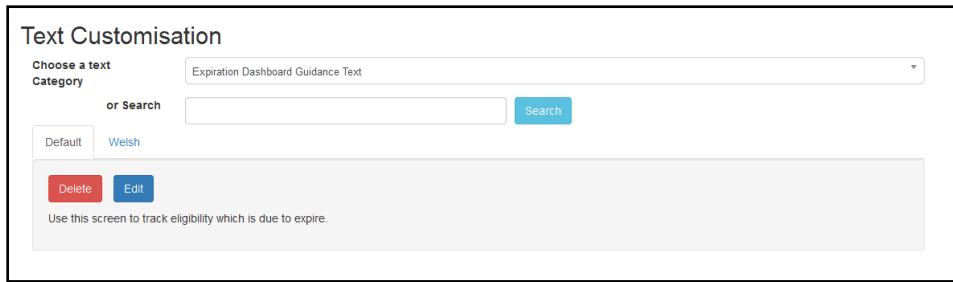 Text Customisation
Choose a text
Category
Expiration Dashboard Guidance Text
or Search
Search
Default
Welsh
Delete
Edit
Use this screen to track eligibility which is due to expire.